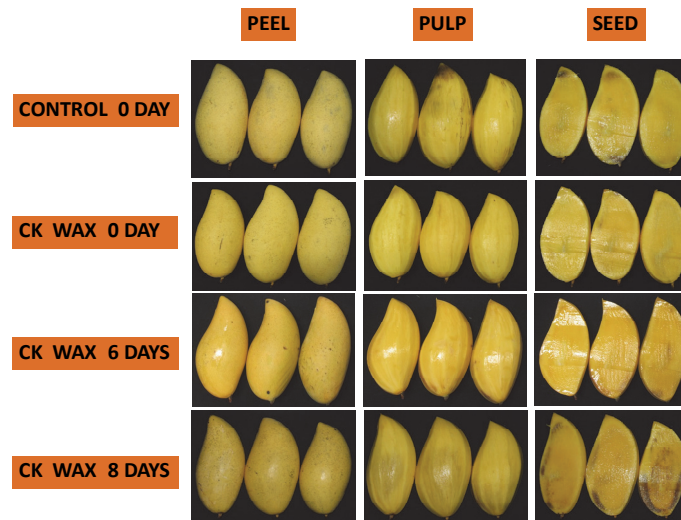 PEEL PULP SEED
CONTROL 0 DAY
CK WAX 0 DAY
CK WAX 6 DAYS
CK WAX 8 DAYS